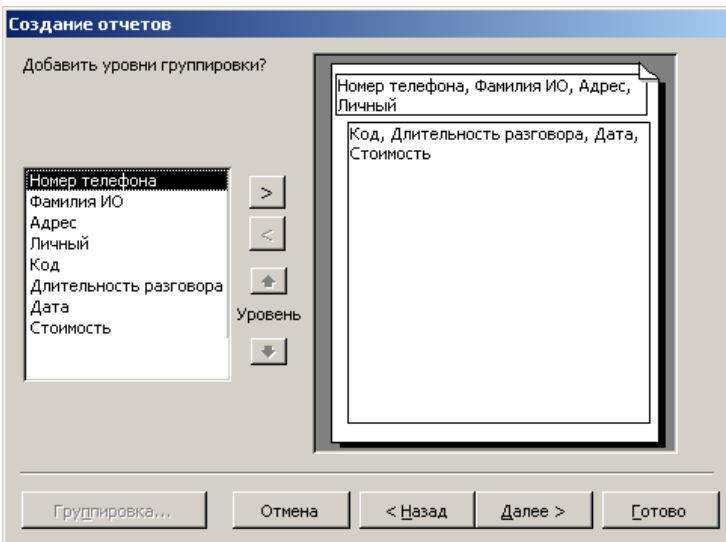 Создание отчетов
Добавить уровни группировки?
Номер телефона
Фамилия ИО
Адрес
Личный
Код
Длительность разговора
Дата
Стоимость
>
<
Уровень
Номер телефона, Фамилия ИО, Адрес,
Личный
Код, Длительность разговора, Дата,
Стоимость
Группировка...
Отмена
< Назад
Далее >
Готово